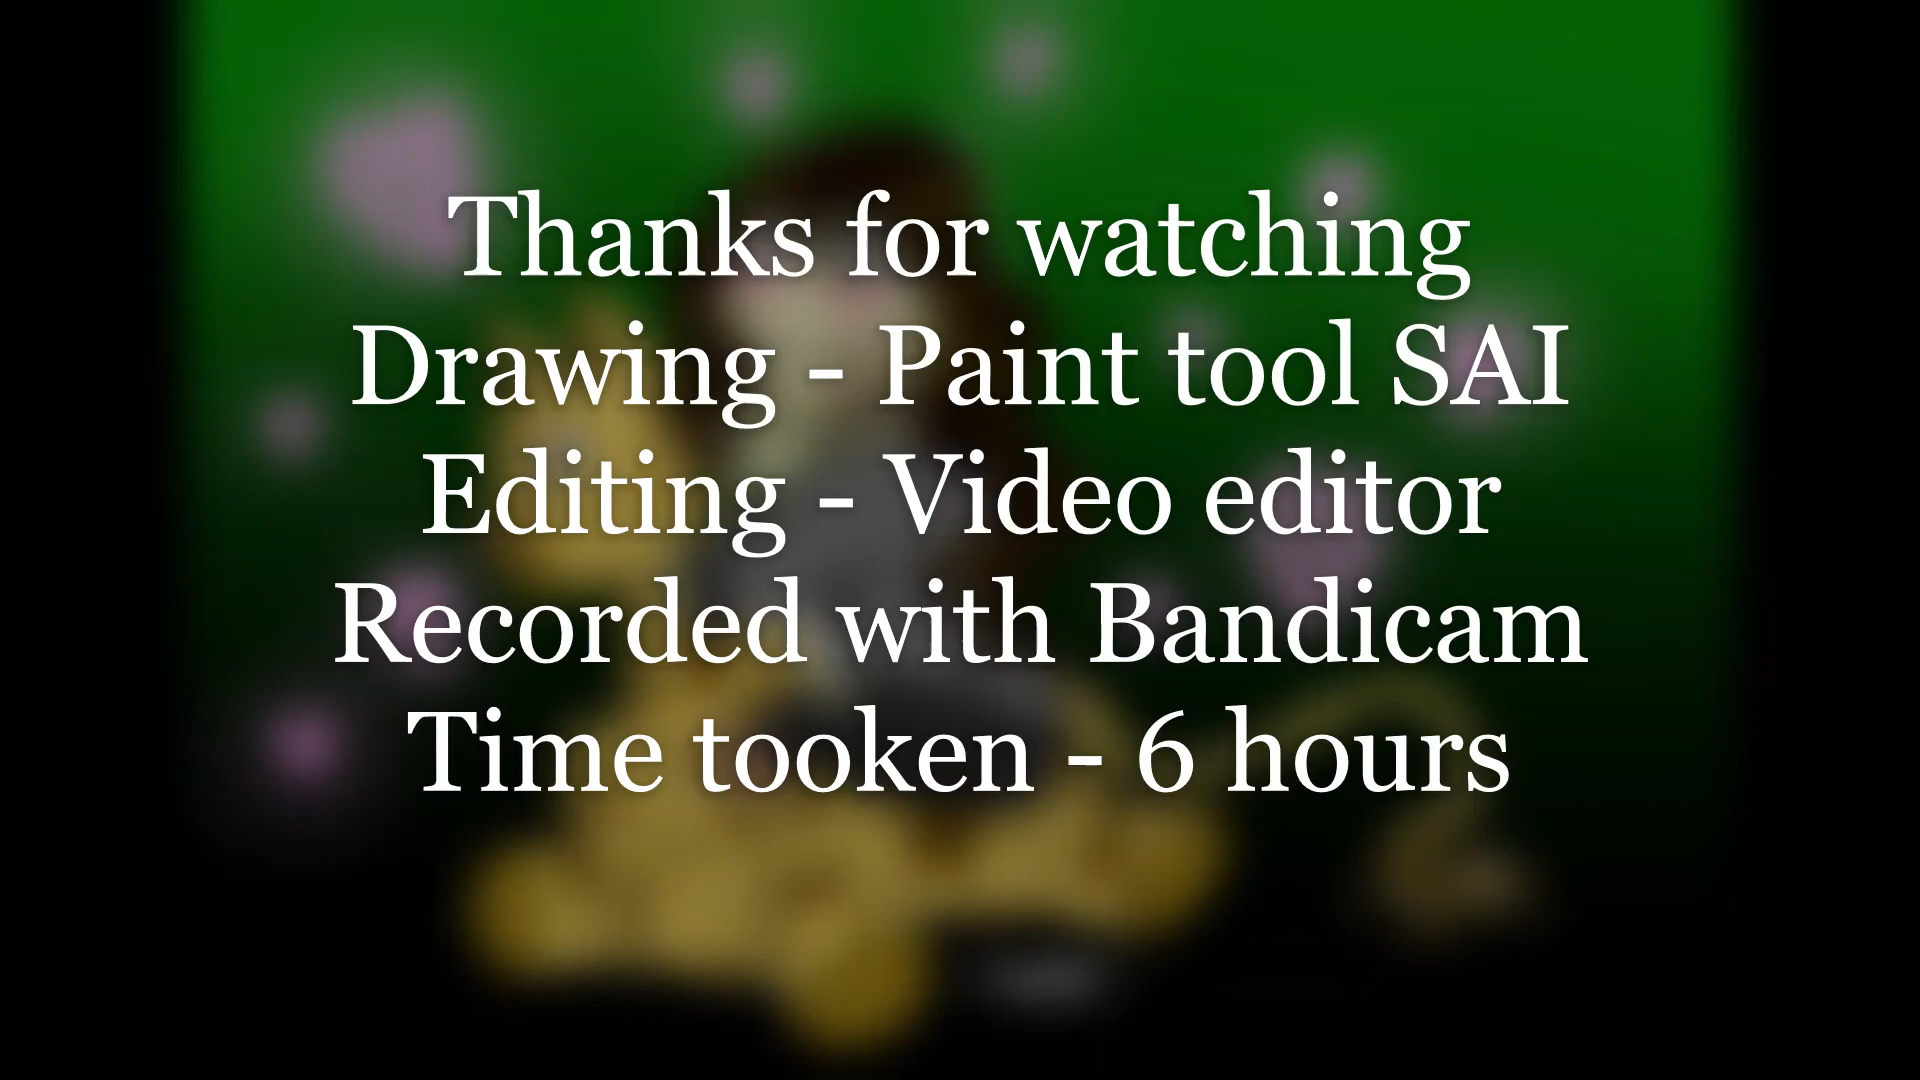 Thanks for watching
Drawing - Paint tool SAI
Editing - Video editor
Recorded with Bandicam
Time tooken - 6 hours